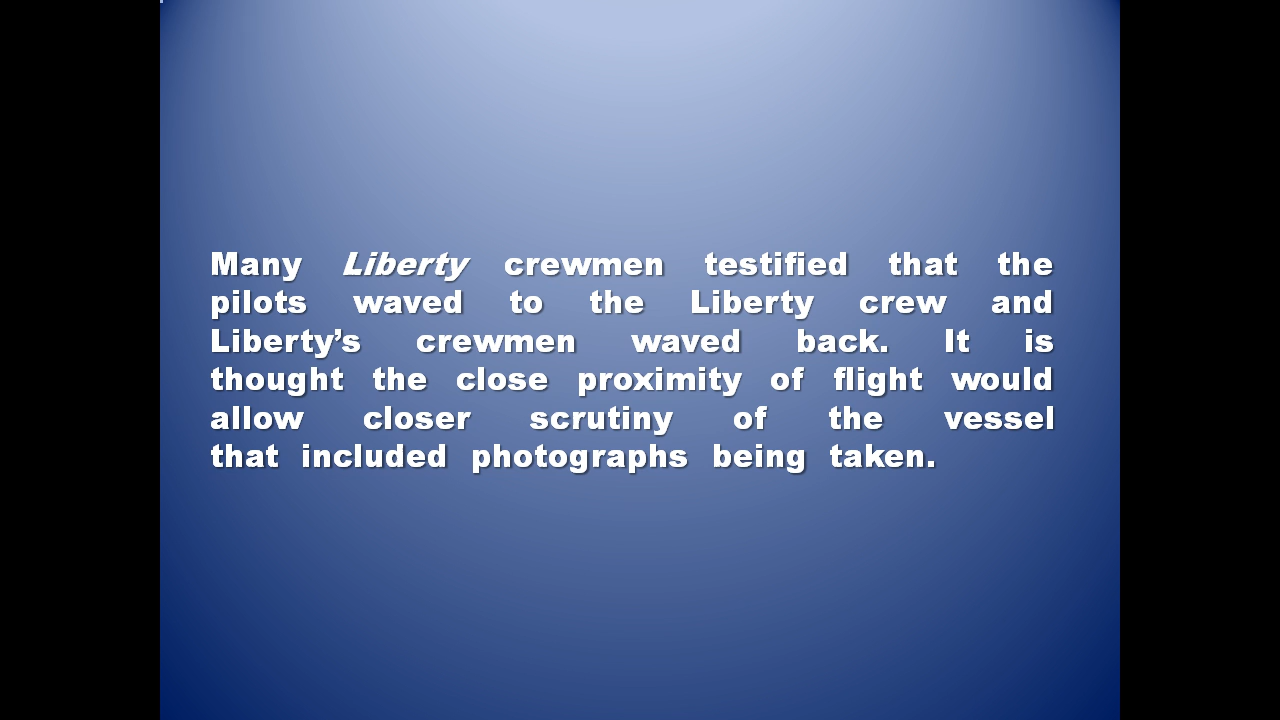 Many Liberty crewmen testified that the
pilots waved to the Liberty crew and
Liberty’s crewmen waved back. It is
thought the close proximity of flight would
allow closer scrutiny of the vessel
that included photographs being taken.